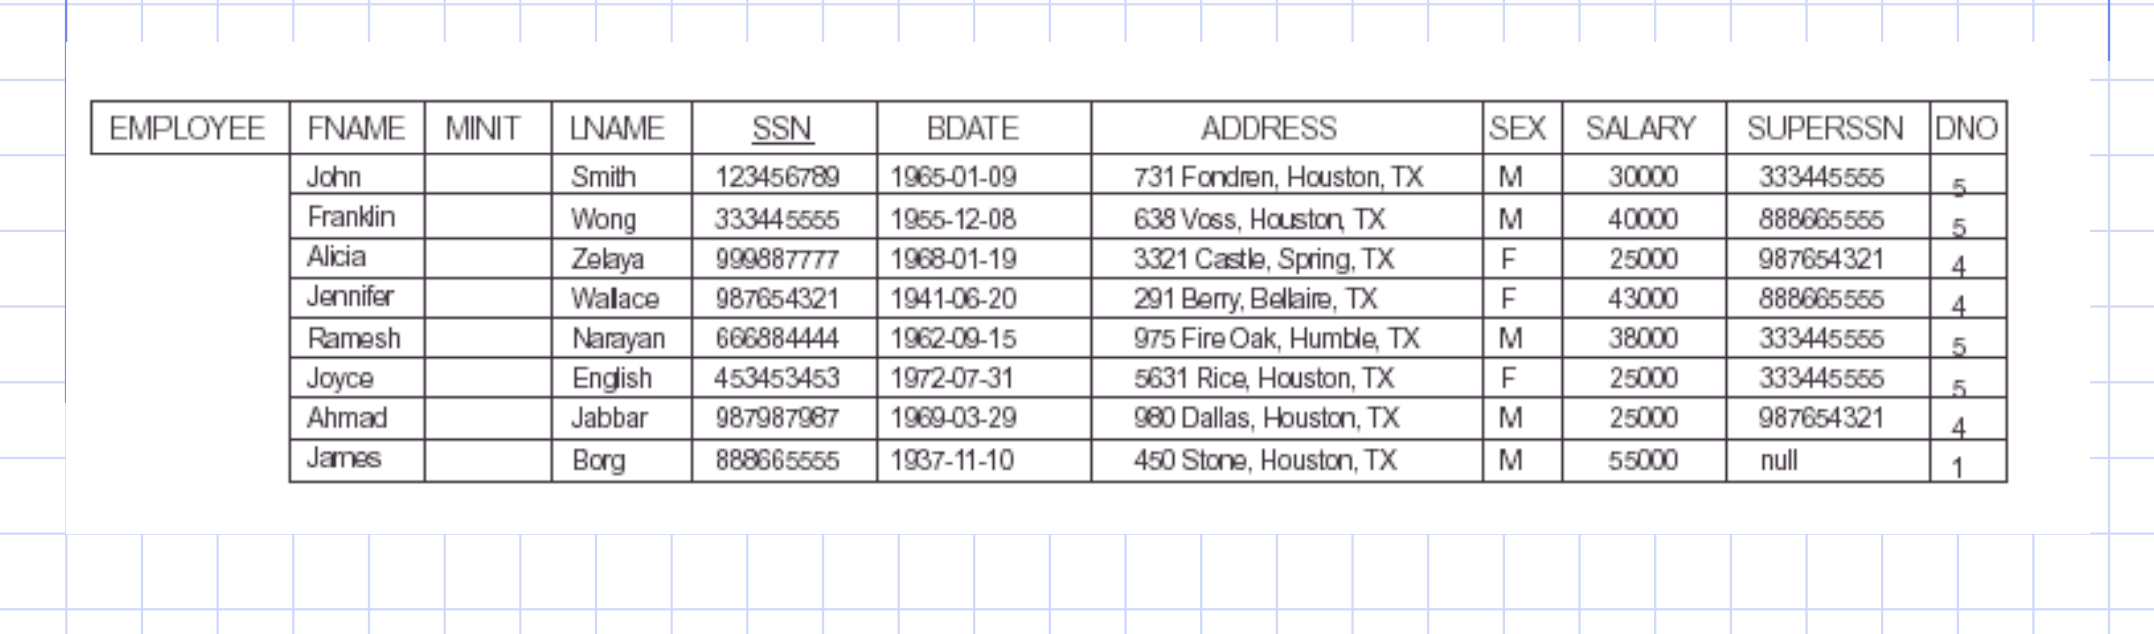 EMPLOYEE FNAME MINIT LNAME SSN BDATE ADDRESS SEX SALARY SUPERSSN DNO
John Smith 123456789 1965-01-09 731 Fondren, Houston, TX M 30000 333445555 5
Franklin Wong 333445555 1955-12-08 638 Voss, Houston, TX M 40000 888665555 5
Alicia Zelaya 999887777 1968-01-19 3321 Castle, Spring, TX F 25000 987654321 4
Jennifer Wallace 987654321 1941-06-20 291 Berry, Bellaire, TX F 43000 888665555 4
Ramesh Narayan 666884444 1962-09-15 975 Fire Oak, Humble, TX M 38000 333445555 5
Joyce English 453453453 1972-07-31 5631 Rice, Houston, TX F 25000 333445555 5
Ahmad Jabbar 987987987 1969-03-29 980 Dallas, Houston, TX M 25000 987654321 4
James Borg 888665555 1937-11-10 450 Stone, Houston, TX M 55000 null 1